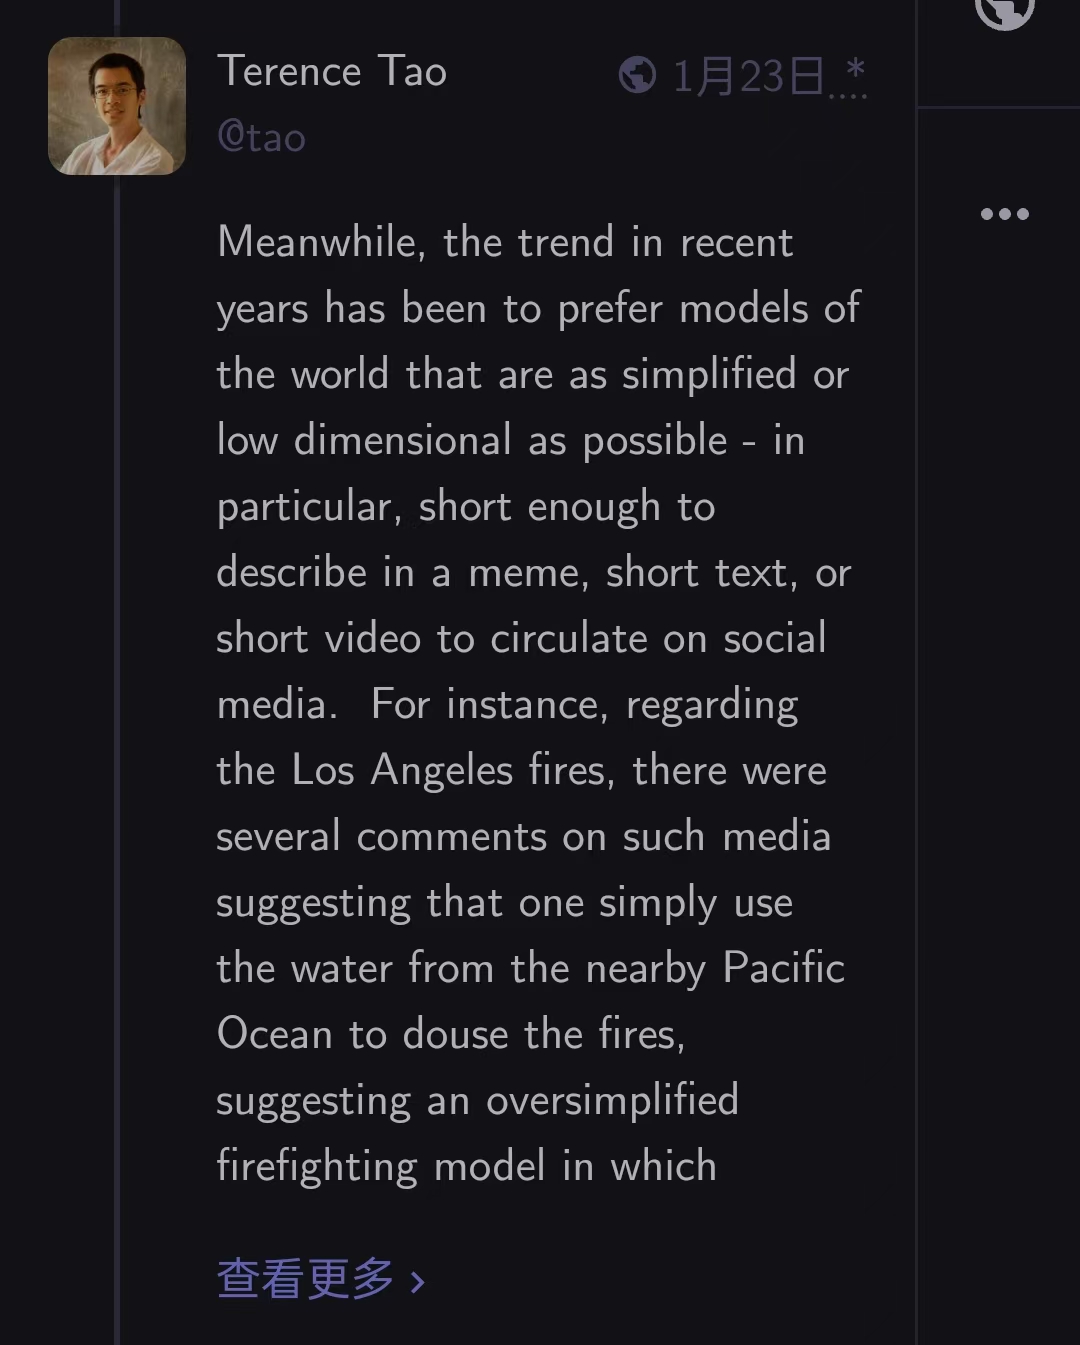 Terence Tao
1月23日 *
@tao
Meanwhile, the trend in recent
years has been to prefer models of
the world that are as simplified or
low dimensional as possible - in
particular, short enough to
describe in a meme, short text, or
short video to circulate on social
media.  For instance, regarding
the Los Angeles fires, there were
several comments on such media
suggesting that one simply use
the water from the nearby Pacific
Ocean to douse the fires,
suggesting an oversimplified
firefighting model in which
查看更多 ›